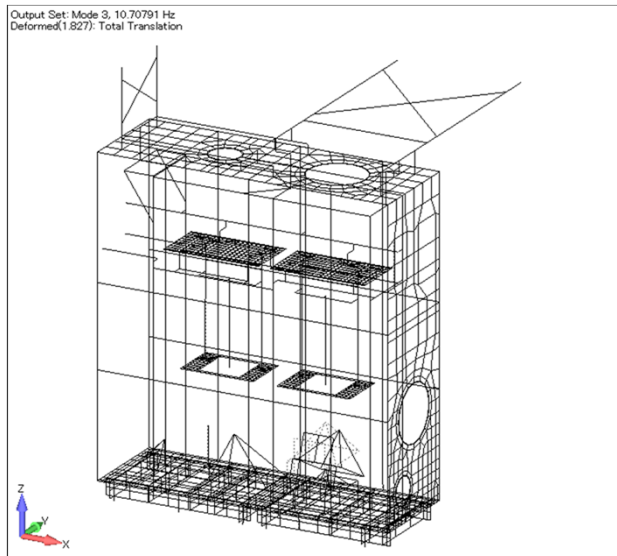 Output Set: Mode 3, 10.70791 Hz
Deformed(1.827): Total Translation
Z
Y
X